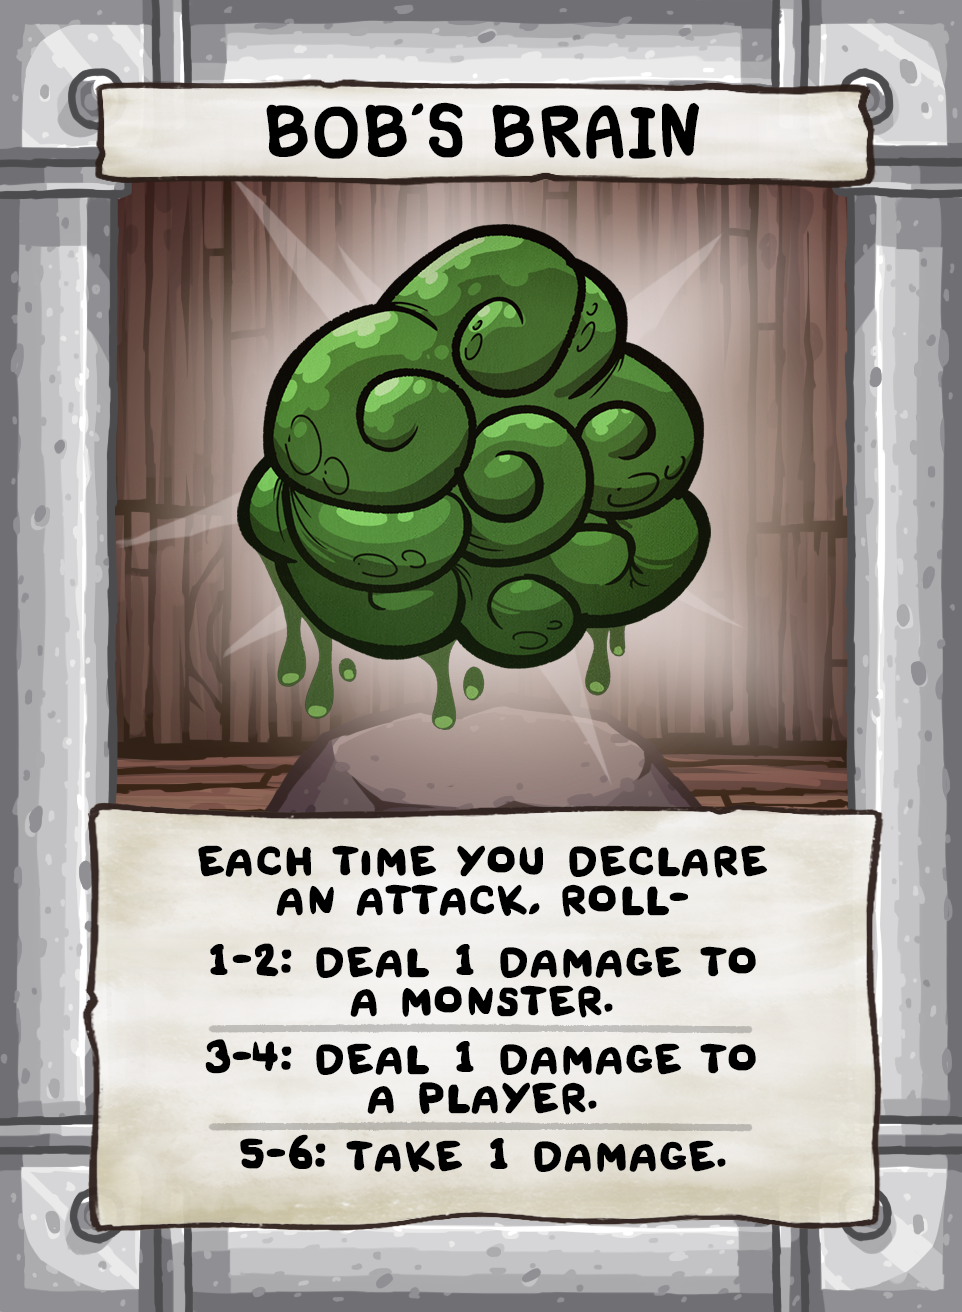 BOB'S BRAIN
EACH TIME YOU DECLARE
AN ATTACK, ROLL-
1-2: DEAL 1 DAMAGE TO
A MONSTER.
3-4: DEAL 1 DAMAGE TO
A PLAYER.
5-6: TAKE 1 DAMAGE.